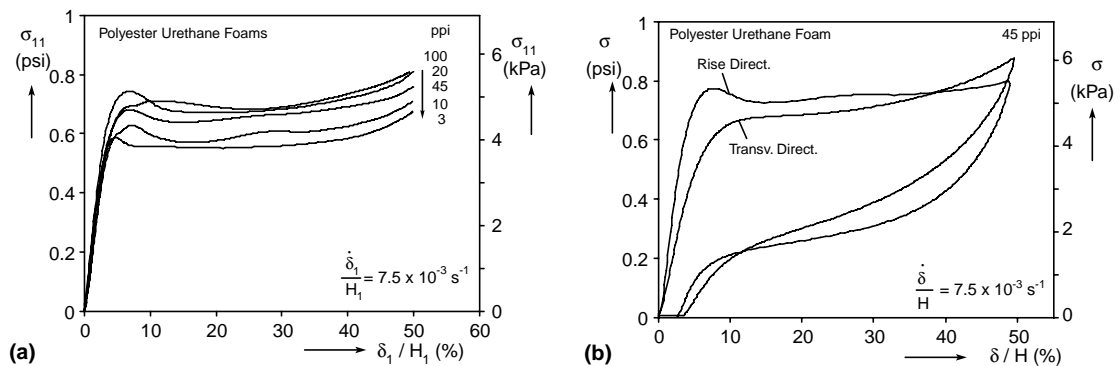 Polyester Urethane Foams
ppi
100
20
45
10
3
σ₁₁
(psi)
1
0.8
0.6
0.4
0.2
0
0 10 20 30 40 50 60
σ₁₁
(kPa)
6
4
2
0
δ̇₁
H₁
= 7.5 x 10⁻³ s⁻¹
(a)
δ₁ / H₁ (%)
Polyester Urethane Foam
45 ppi
Rise Direct.
Transv. Direct.
σ
(psi)
1
0.8
0.6
0.4
0.2
0
0 10 20 30 40 50
σ
(kPa)
6
4
2
0
δ̇
H
= 7.5 x 10⁻³ s⁻¹
(b)
δ / H (%)